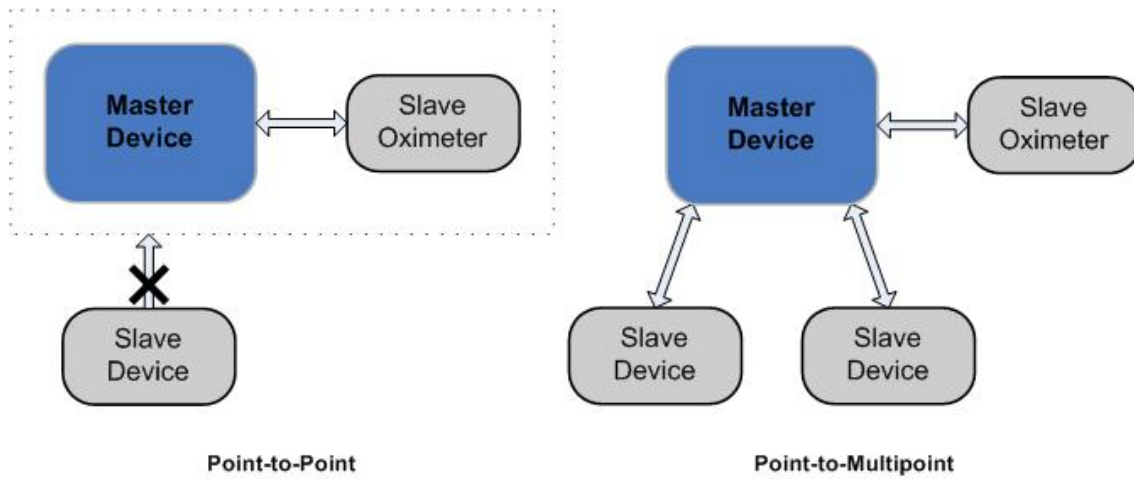 Master
Device
Slave
Oximeter
Slave
Device
Point-to-Point
Master
Device
Slave
Oximeter
Slave
Device
Slave
Device
Point-to-Multipoint